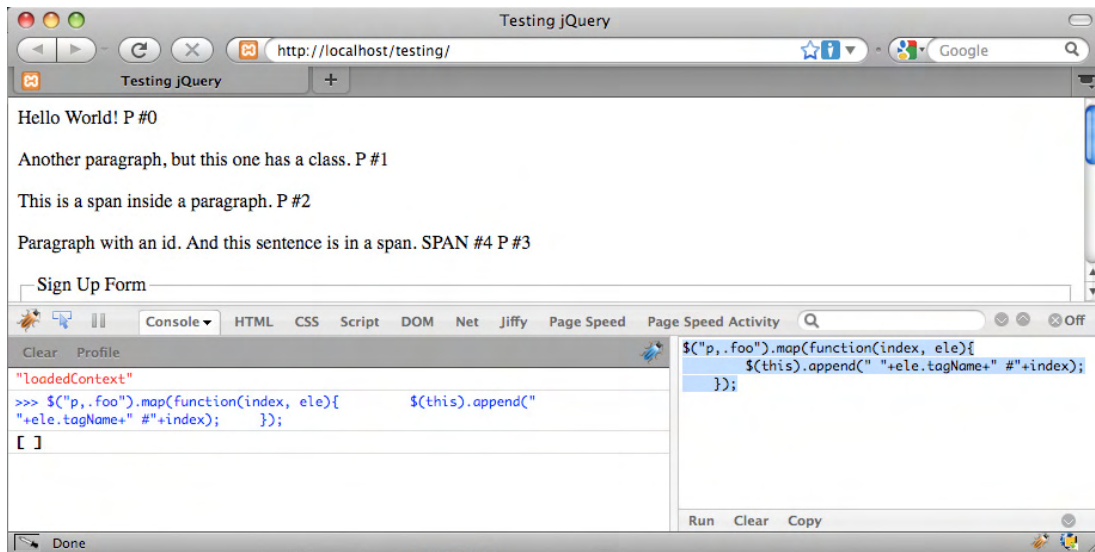 Testing jQuery
http://localhost/testing/
Google
Testing jQuery
Hello World! P #0
Another paragraph, but this one has a class. P #1
This is a span inside a paragraph. P #2
Paragraph with an id. And this sentence is in a span. SPAN #4 P #3
Sign Up Form
Console HTML CSS Script DOM Net Jiffy Page Speed Page Speed Activity Off
Clear Profile
"loadedContext"
>>> $("p,.foo").map(function(index, ele){ $(this).append("
"+ele.tagName+" #"+index); });
[ ]
$("p,.foo").map(function(index, ele){
$(this).append(" "+ele.tagName+" #"+index);
});
Run Clear Copy
Done